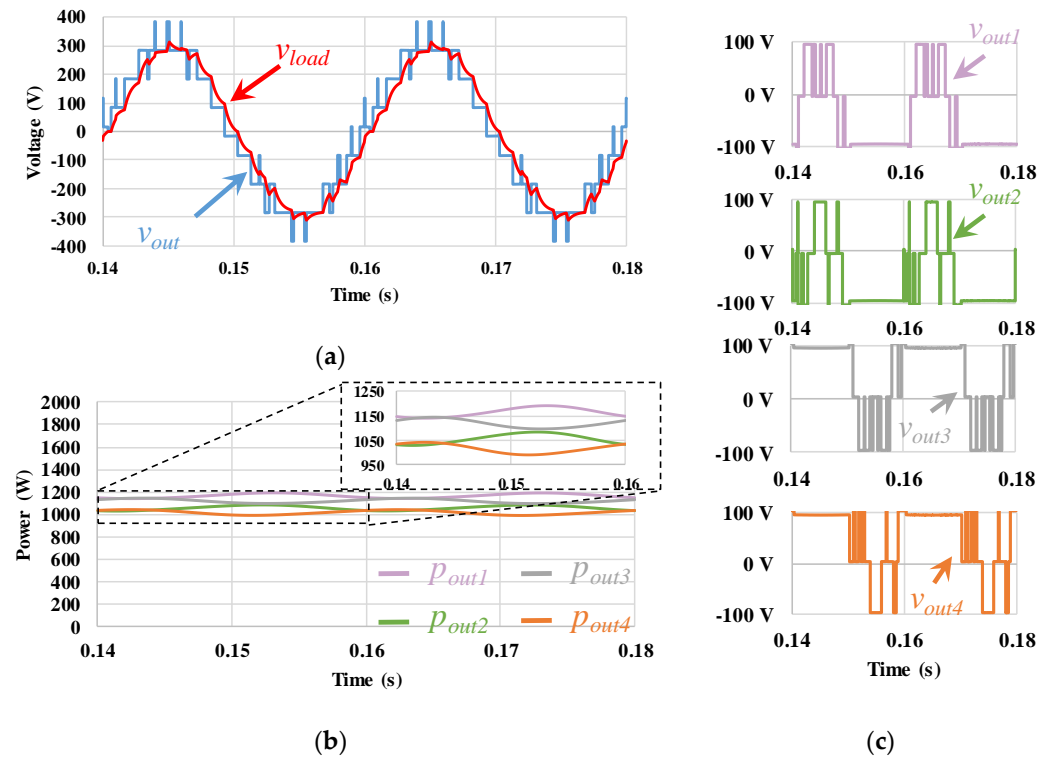 400
300
200
100
0
-100
-200
-300
-400
Voltage (V)
v_load
v_out
0.14 0.15 0.16 0.17 0.18
Time (s)
(a)
2000
1800
1600
1400
1200
1000
800
600
400
200
0
Power (W)
1250
1150
1050
950
0.14 0.15 0.16
p_out1 p_out3
p_out2 p_out4
0.14 0.15 0.16 0.17 0.18
Time (s)
(b)
100 V
0 V
-100 V
v_out1
0.14 0.16 0.18
100 V
0 V
-100 V
v_out2
0.14 0.16 0.18
100 V
0 V
-100 V
v_out3
0.14 0.16 0.18
100 V
0 V
-100 V
v_out4
0.14 0.16 0.18
Time (s)
(c)